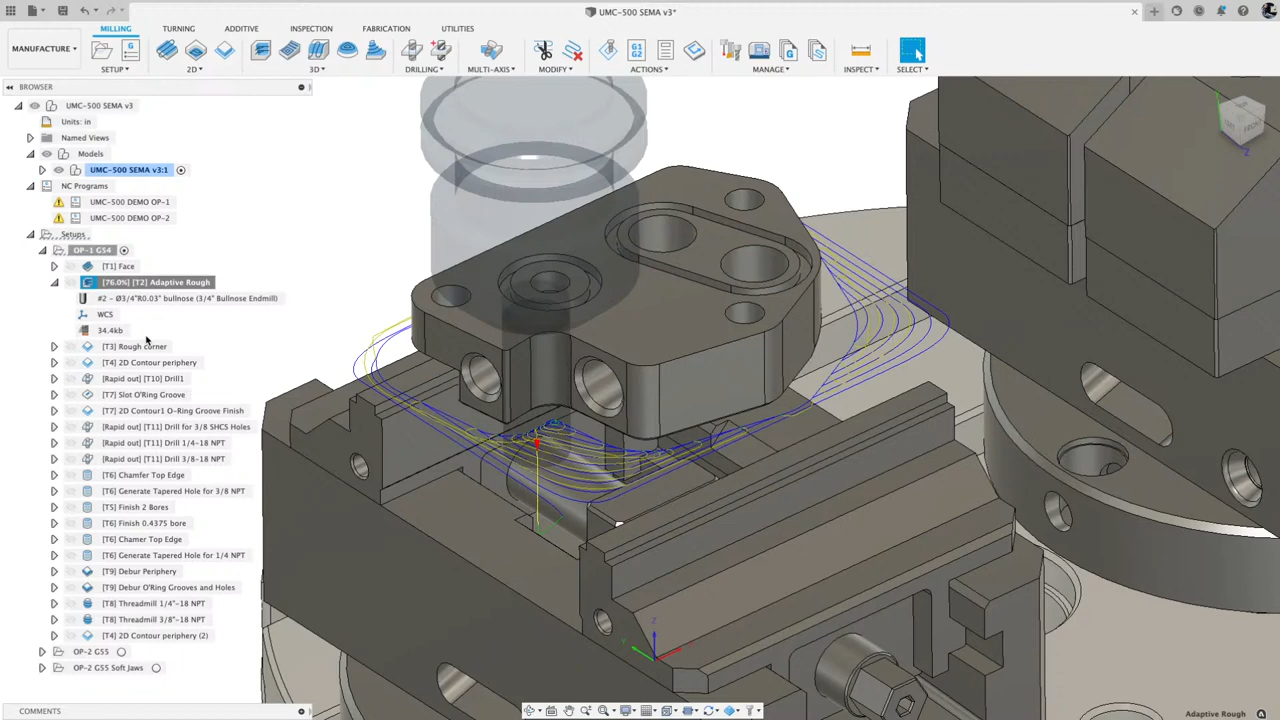 UMC-500 SEMA v3*
MILLING TURNING ADDITIVE INSPECTION FABRICATION UTILITIES
MANUFACTURE
G1
G2
SETUP 2D 3D DRILLING MULTI-AXIS MODIFY ACTIONS MANAGE INSPECT SELECT
BROWSER
UMC-500 SEMA v3
Units: in
Named Views
Models
UMC-500 SEMA v3:1
NC Programs
UMC-500 DEMO OP-1
UMC-500 DEMO OP-2
Setups
OP-1 G54
[T1] Face
[76.0%] [T2] Adaptive Rough
#2 - Ø3/4"R0.03" bullnose (3/4" Bullnose Endmill)
WCS
34.4kb
[T3] Rough corner
[T4] 2D Contour periphery
[Rapid out] [T10] Drill1
[T7] Slot O'Ring Groove
[T7] 2D Contour1 O-Ring Groove Finish
[Rapid out] [T11] Drill for 3/8 SHCS Holes
[Rapid out] [T11] Drill 1/4-18 NPT
[Rapid out] [T11] Drill 3/8-18 NPT
[T6] Chamfer Top Edge
[T6] Generate Tapered Hole for 3/8 NPT
[T5] Finish 2 Bores
[T6] Finish 0.4375 bore
[T6] Chamer Top Edge
[T6] Generate Tapered Hole for 1/4 NPT
[T9] Debur Periphery
[T9] Debur O'Ring Grooves and Holes
[T8] Threadmill 1/4"-18 NPT
[T8] Threadmill 3/8"-18 NPT
[T4] 2D Contour periphery (2)
OP-2 G55
OP-2 G55 Soft Jaws
FRONT
Z
Z
Y
COMMENTS
Adaptive Rough